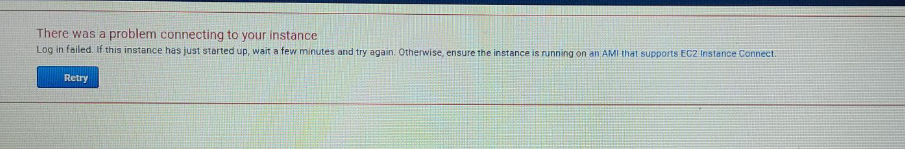 There was a problem connecting to your instance
Log in failed. If this instance has just started up, wait a few minutes and try again. Otherwise, ensure the instance is running on an AMI that supports EC2 Instance Connect.
Retry